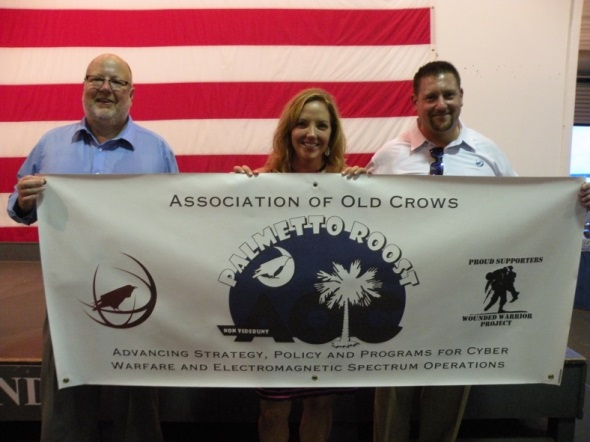 ASSOCIATION OF OLD CROWS
PALMETTO ROOST
AOC
NON VIDEBUNT
PROUD SUPPORTERS
WOUNDED WARRIOR
PROJECT
ADVANCING STRATEGY, POLICY AND PROGRAMS FOR CYBER
WARFARE AND ELECTROMAGNETIC SPECTRUM OPERATIONS
ND